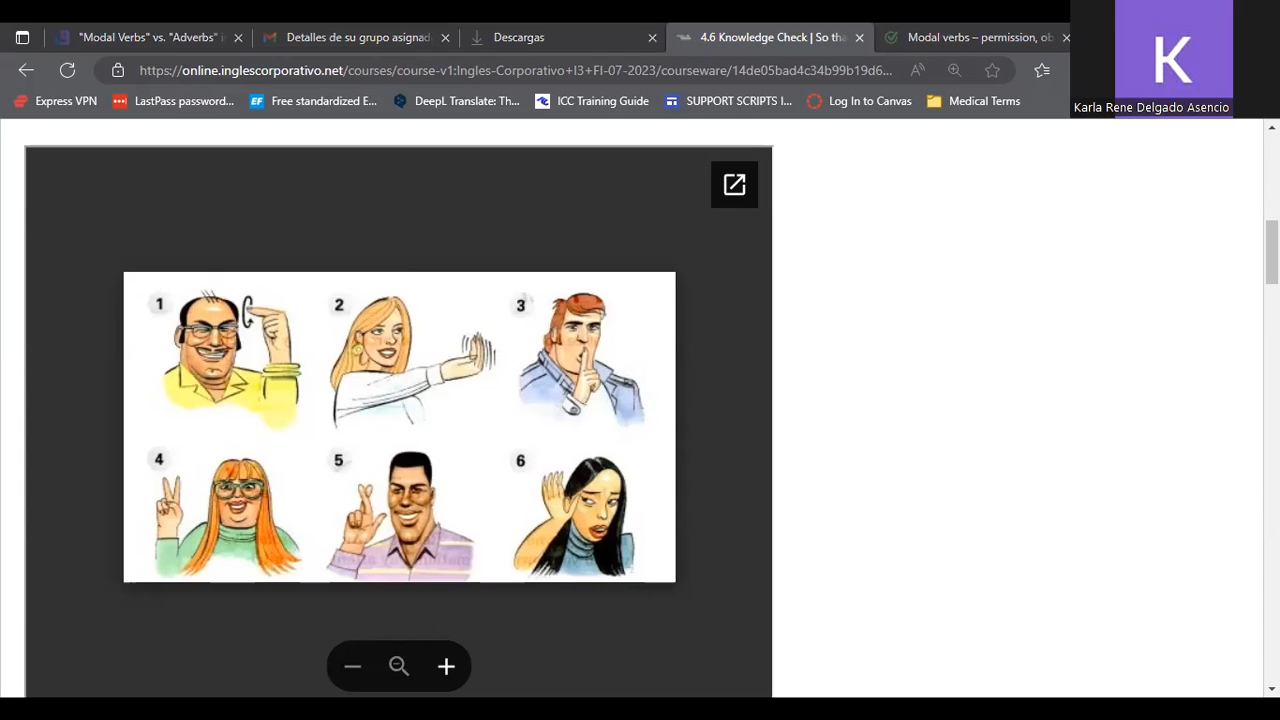 "Modal Verbs" vs. "Adverbs" i
Detalles de su grupo asignad
Descargas
4.6 Knowledge Check | So tha
Modal verbs – permission, ob
https://online.inglescorporativo.net/courses/course-v1:Ingles-Corporativo+I3+FI-07-2023/courseware/14de05bad4c34b99b19d6...
Express VPN
LastPass password...
Free standardized E...
DeepL Translate: Th...
ICC Training Guide
SUPPORT SCRIPTS I...
Log In to Canvas
Medical Terms
K
Karla Rene Delgado Asencio
1
2
3
4
5
6